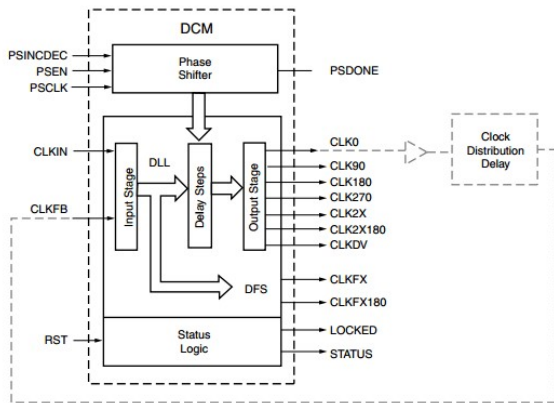 DCM
PSINCDEC
PSEN
PSCLK
Phase
Shifter
PSDONE
CLKIN
CLKFB
Input Stage
DLL
Delay Steps
Output Stage
DFS
CLK0
CLK90
CLK180
CLK270
CLK2X
CLK2X180
CLKDV
CLKFX
CLKFX180
Clock
Distribution
Delay
RST
Status
Logic
LOCKED
STATUS